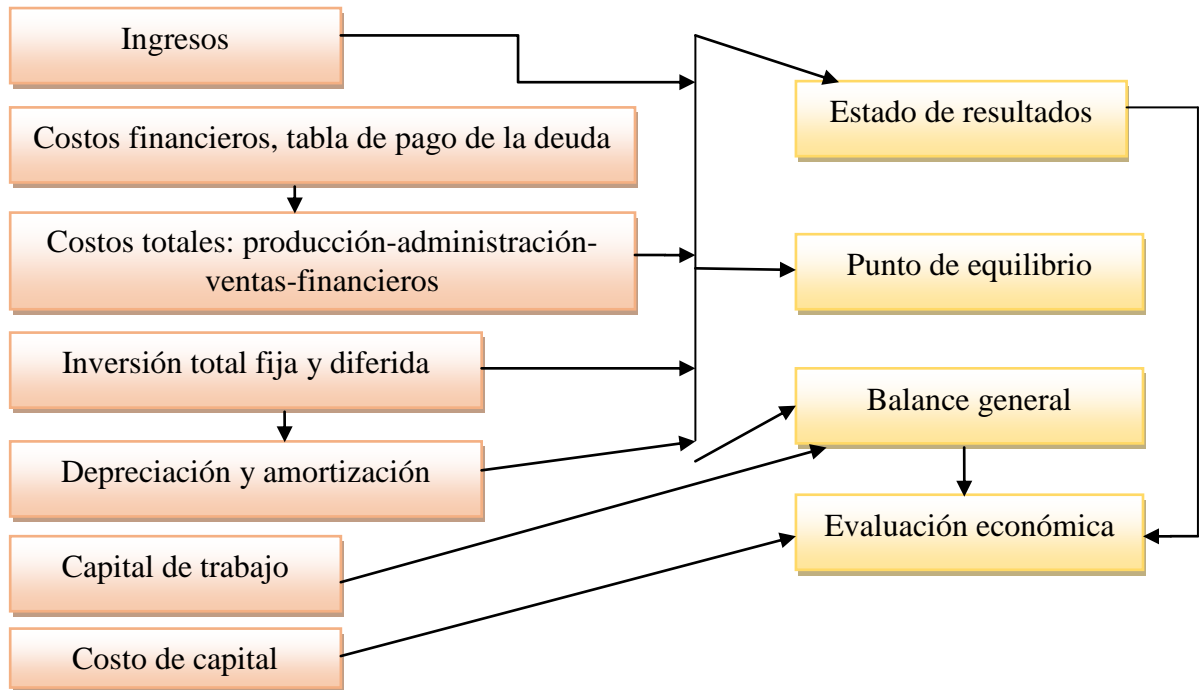 Ingresos
Costos financieros, tabla de pago de la deuda
Costos totales: producción-administración-
ventas-financieros
Inversión total fija y diferida
Depreciación y amortización
Capital de trabajo
Costo de capital
Estado de resultados
Punto de equilibrio
Balance general
Evaluación económica